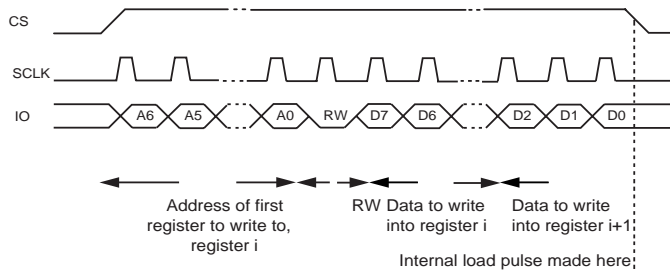 CS
SCLK
IO
A6 A5 A0 RW D7 D6 D2 D1 D0
Address of first
register to write to,
register i
RW
Data to write
into register i
Data to write
into register i+1
Internal load pulse made here